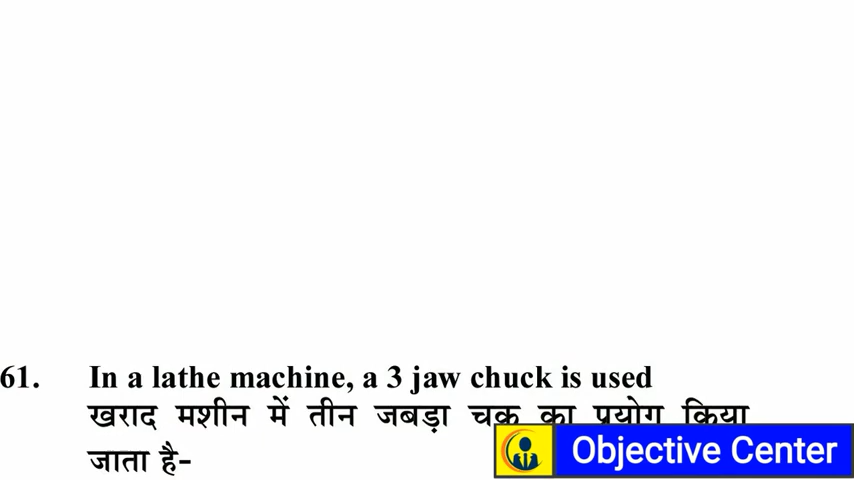 61. In a lathe machine, a 3 jaw chuck is used
खराद मशीन में तीन जबड़ा चक्र का प्रयोग किया
जाता है-
Objective Center